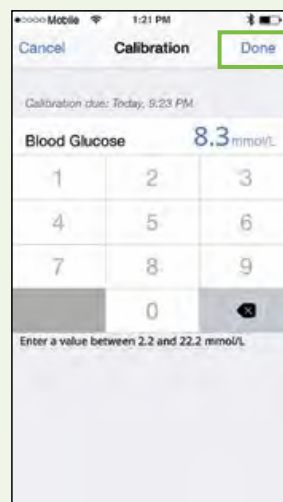 Mobile 1:21 PM
Cancel Calibration Done
Calibration due: Today, 9:23 PM
Blood Glucose 8.3 mmol/L
1 2 3
4 5 6
7 8 9
0
Enter a value between 2.2 and 22.2 mmol/L